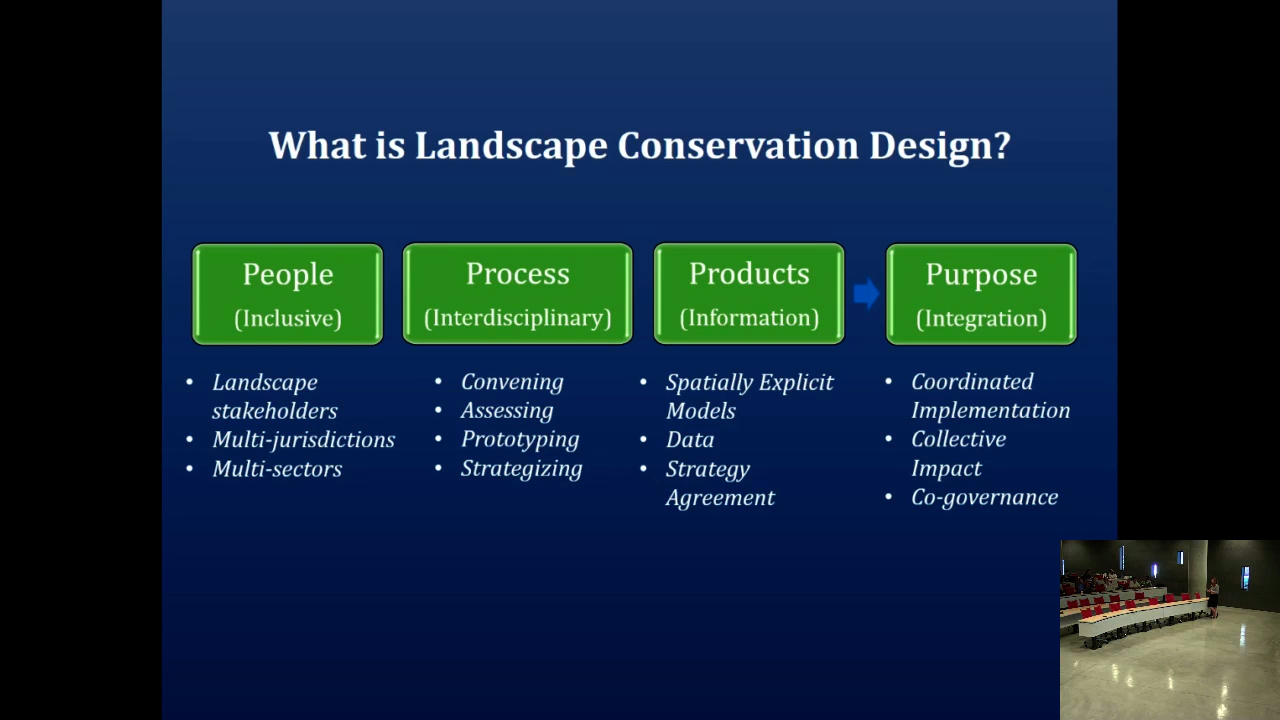 What is Landscape Conservation Design?
People
(Inclusive)
• Landscape
stakeholders
• Multi-jurisdictions
• Multi-sectors
Process
(Interdisciplinary)
• Convening
• Assessing
• Prototyping
• Strategizing
Products
(Information)
• Spatially Explicit
Models
• Data
• Strategy
Agreement
Purpose
(Integration)
• Coordinated
Implementation
• Collective
Impact
• Co-governance